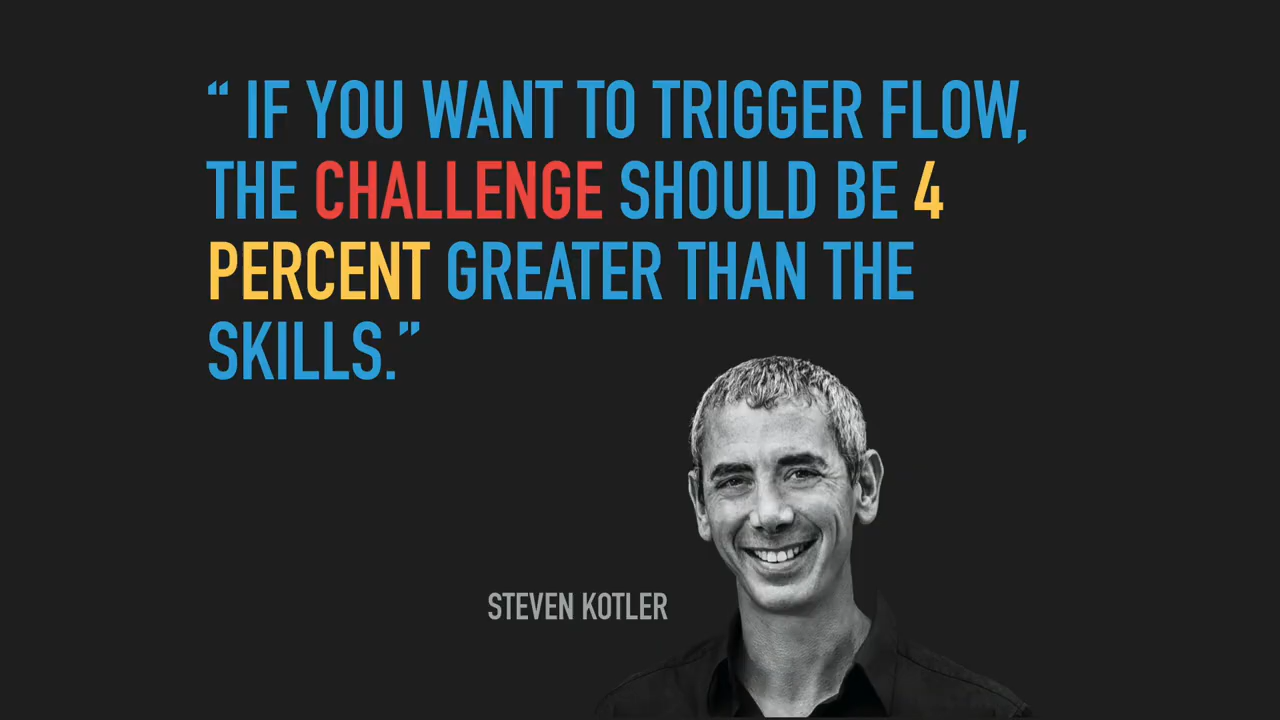 “ IF YOU WANT TO TRIGGER FLOW,
THE CHALLENGE SHOULD BE 4
PERCENT GREATER THAN THE
SKILLS.”
STEVEN KOTLER